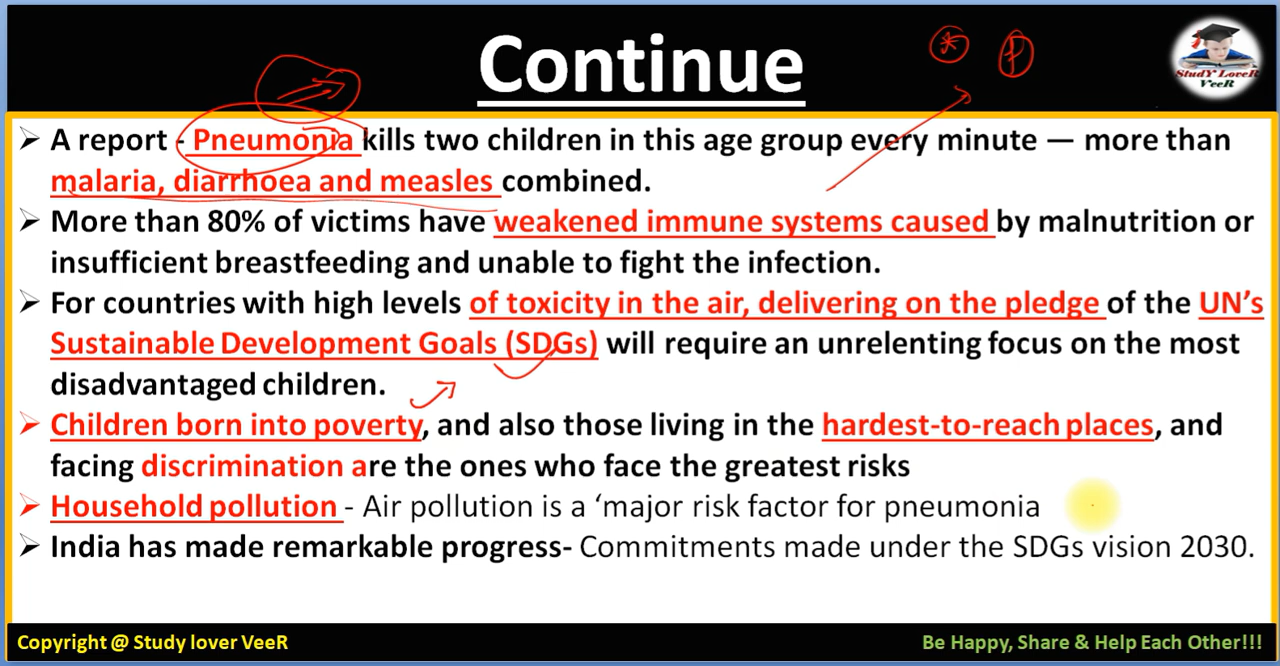 Continue
StudY LoveR
VeeR
➢ A report - Pneumonia kills two children in this age group every minute — more than
malaria, diarrhoea and measles combined.
➢ More than 80% of victims have weakened immune systems caused by malnutrition or
insufficient breastfeeding and unable to fight the infection.
➢ For countries with high levels of toxicity in the air, delivering on the pledge of the UN’s
Sustainable Development Goals (SDGs) will require an unrelenting focus on the most
disadvantaged children.
➢ Children born into poverty, and also those living in the hardest-to-reach places, and
facing discrimination are the ones who face the greatest risks
➢ Household pollution - Air pollution is a ‘major risk factor for pneumonia
➢ India has made remarkable progress- Commitments made under the SDGs vision 2030.
Copyright @ Study lover VeeR
Be Happy, Share & Help Each Other!!!